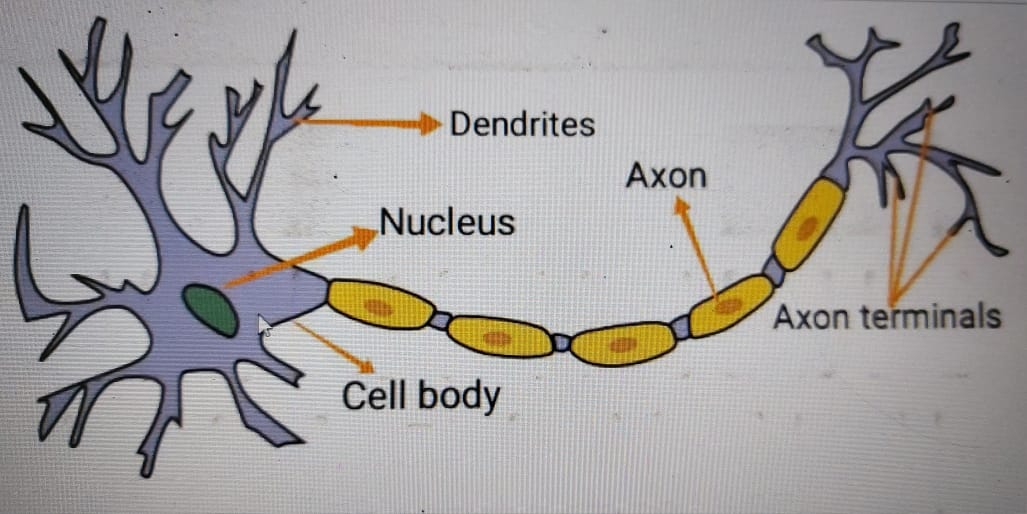 Dendrites
Axon
Nucleus
Axon terminals
Cell body